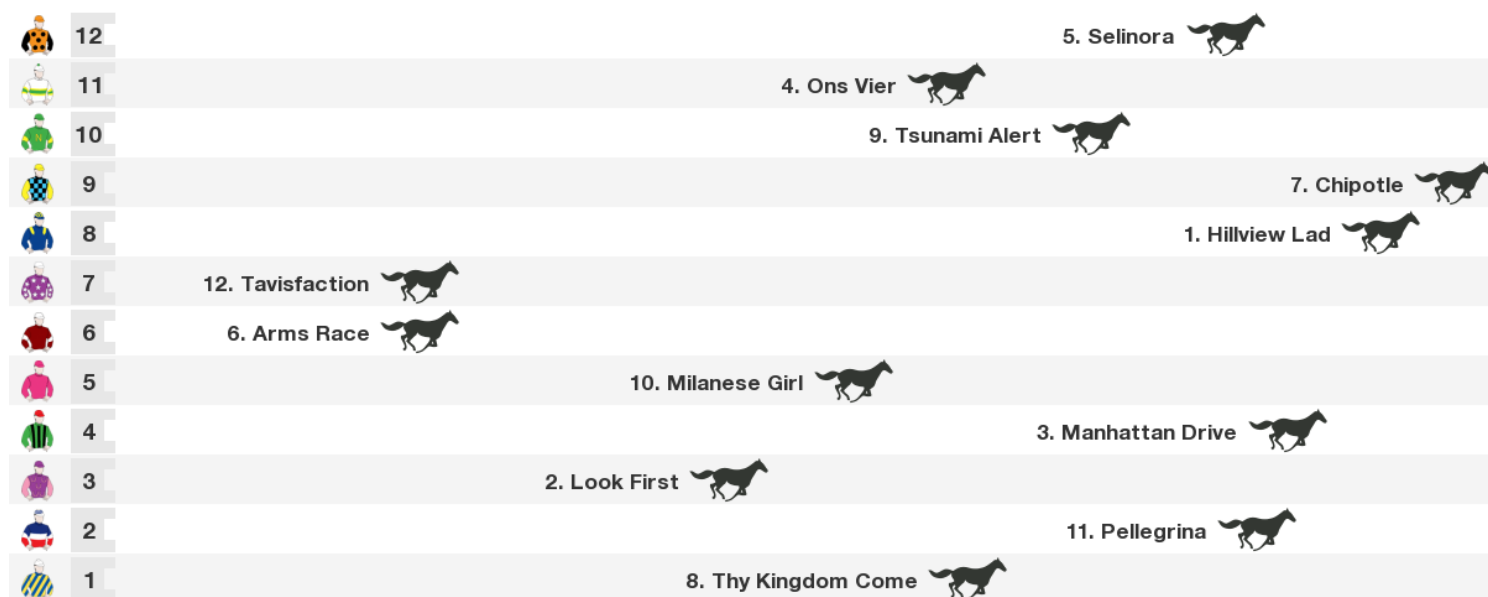 12 5. Selinora
11 4. Ons Vier
10 9. Tsunami Alert
9 7. Chipotle
8 1. Hillview Lad
7 12. Tavisfaction
6 6. Arms Race
5 10. Milanese Girl
4 3. Manhattan Drive
3 2. Look First
2 11. Pellegrina
1 8. Thy Kingdom Come